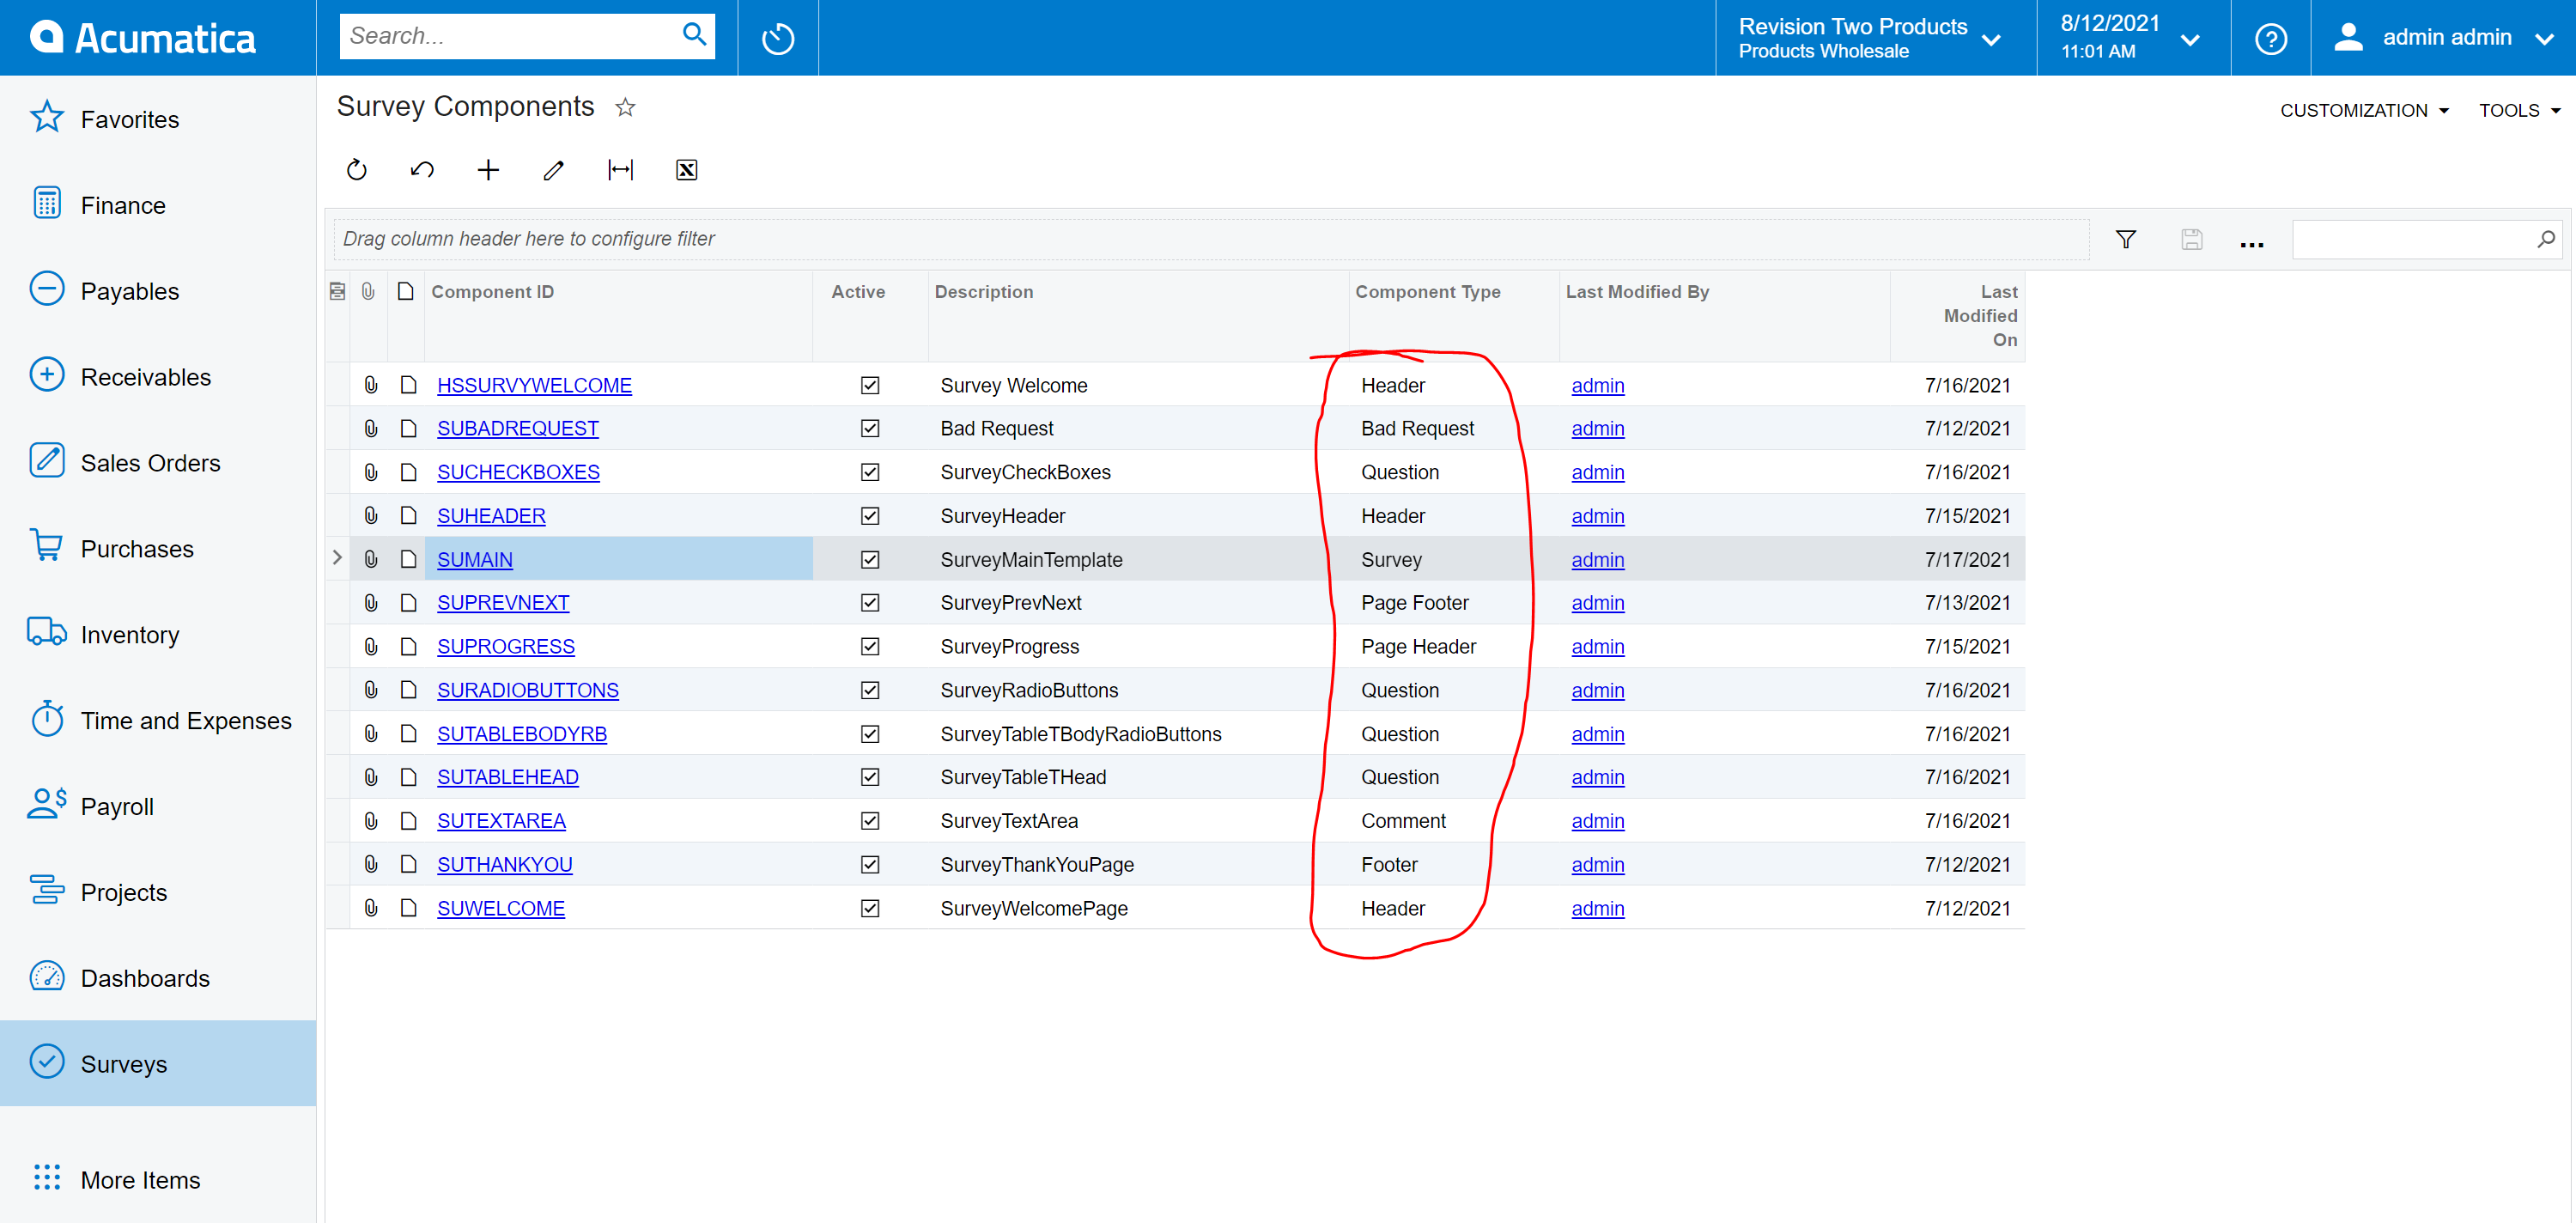 Acumatica
Search...
Revision Two Products
Products Wholesale
8/12/2021
11:01 AM
?
admin admin
Favorites
Finance
Payables
Receivables
Sales Orders
Purchases
Inventory
Time and Expenses
Payroll
Projects
Dashboards
Surveys
More Items
Survey Components
CUSTOMIZATION
TOOLS
Drag column header here to configure filter
Component ID Active Description Component Type Last Modified By Last
Modified
On
HSSURVYWELCOME Survey Welcome Header admin 7/16/2021
SUBADREQUEST Bad Request Bad Request admin 7/12/2021
SUCHECKBOXES SurveyCheckBoxes Question admin 7/16/2021
SUHEADER SurveyHeader Header admin 7/15/2021
SUMAIN SurveyMainTemplate Survey admin 7/17/2021
SUPREVNEXT SurveyPrevNext Page Footer admin 7/13/2021
SUPROGRESS SurveyProgress Page Header admin 7/15/2021
SURADIOBUTTONS SurveyRadioButtons Question admin 7/16/2021
SUTABLEBODYRB SurveyTableTBodyRadioButtons Question admin 7/16/2021
SUTABLEHEAD SurveyTableTHead Question admin 7/16/2021
SUTEXTAREA SurveyTextArea Comment admin 7/16/2021
SUTHANKYOU SurveyThankYouPage Footer admin 7/12/2021
SUWELCOME SurveyWelcomePage Header admin 7/12/2021